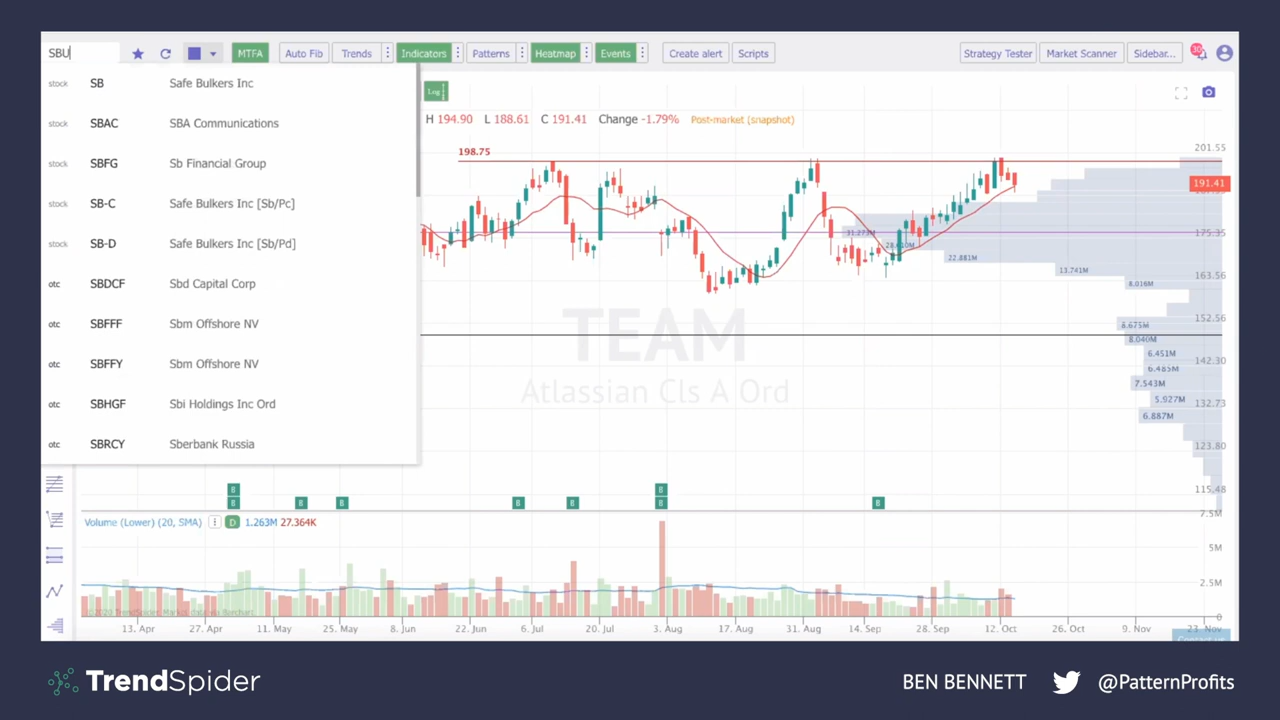 SBU
MTFA
Auto Fib
Trends
Indicators
Patterns
Heatmap
Events
Create alert
Scripts
Strategy Tester
Market Scanner
Sidebar...
30
stock SB Safe Bulkers Inc
stock SBAC SBA Communications
stock SBFG Sb Financial Group
stock SB-C Safe Bulkers Inc [Sb/Pc]
stock SB-D Safe Bulkers Inc [Sb/Pd]
otc SBDCF Sbd Capital Corp
otc SBFFF Sbm Offshore NV
otc SBFFY Sbm Offshore NV
otc SBHGF Sbi Holdings Inc Ord
otc SBRCY Sberbank Russia
Log
H 194.90 L 188.61 C 191.41 Change -1.79% Post-market (snapshot)
198.75
201.55
191.41
175.35
163.56
152.56
142.30
132.73
123.80
115.48
22.881M
13.741M
8.016M
8.675M
8.040M
6.451M
6.485M
7.543M
5.927M
6.887M
TEAM
Atlassian Cls A Ord
B
B
B
B
B
B
B
B
B
Volume (Lower) (20, SMA) D 1.263M 27.364K
7.5M
5M
2.5M
0
©2020 TrendSpider, Market data via Barchart
13. Apr 27. Apr 11. May 25. May 8. Jun 22. Jun 6. Jul 20. Jul 3. Aug 17. Aug 31. Aug 14. Sep 28. Sep 12. Oct 26. Oct 9. Nov 23. Nov
TrendSpider
BEN BENNETT
@PatternProfits